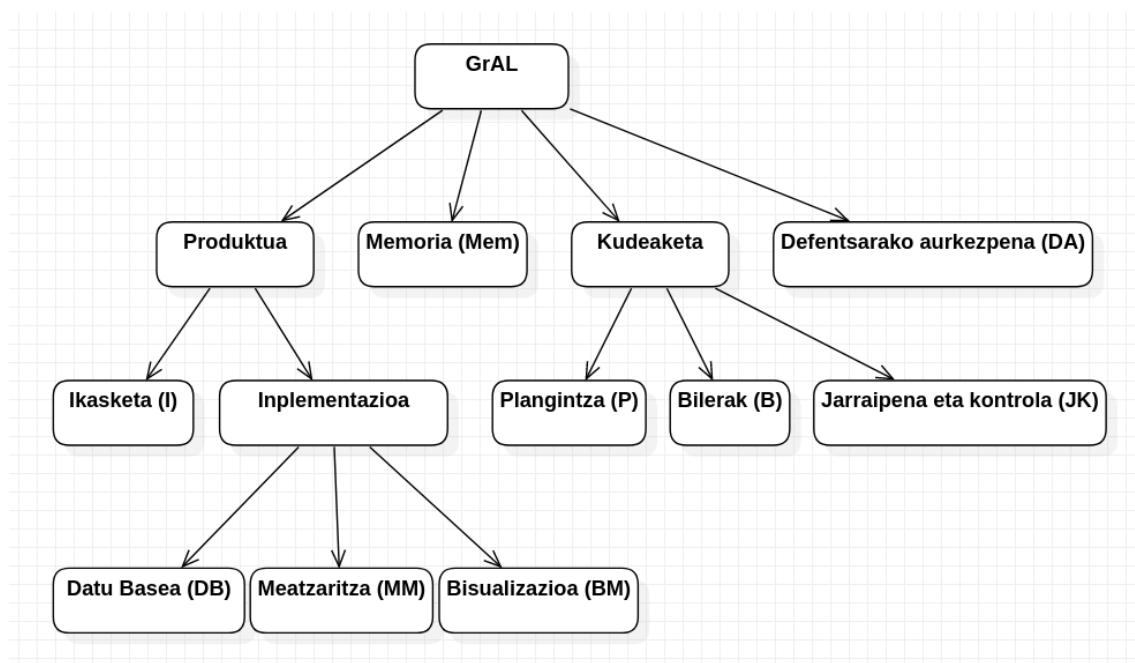 GrAL
Produktua
Memoria (Mem)
Kudeaketa
Defentsarako aurkezpena (DA)
Ikasketa (I)
Inplementazioa
Plangintza (P)
Bilerak (B)
Jarraipena eta kontrola (JK)
Datu Basea (DB)
Meatzaritza (MM)
Bisualizazioa (BM)